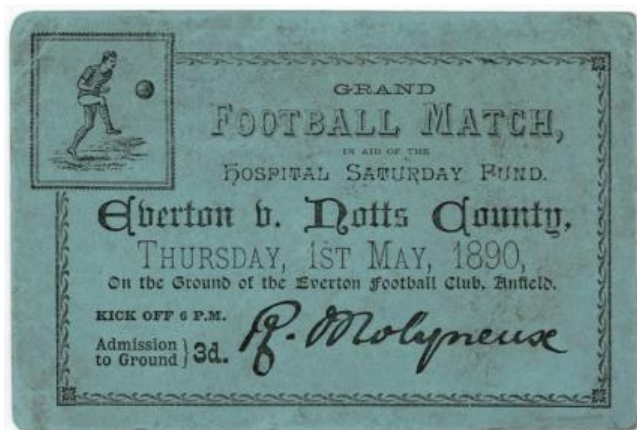 GRAND
FOOTBALL MATCH,
IN AID OF THE
HOSPITAL SATURDAY FUND.
Everton v. Notts County,
THURSDAY, 1ST MAY, 1890,
On the Ground of the Everton Football Club, Anfield.
KICK OFF 6 P.M.
Admission to Ground } 3d.
R. Molyneux